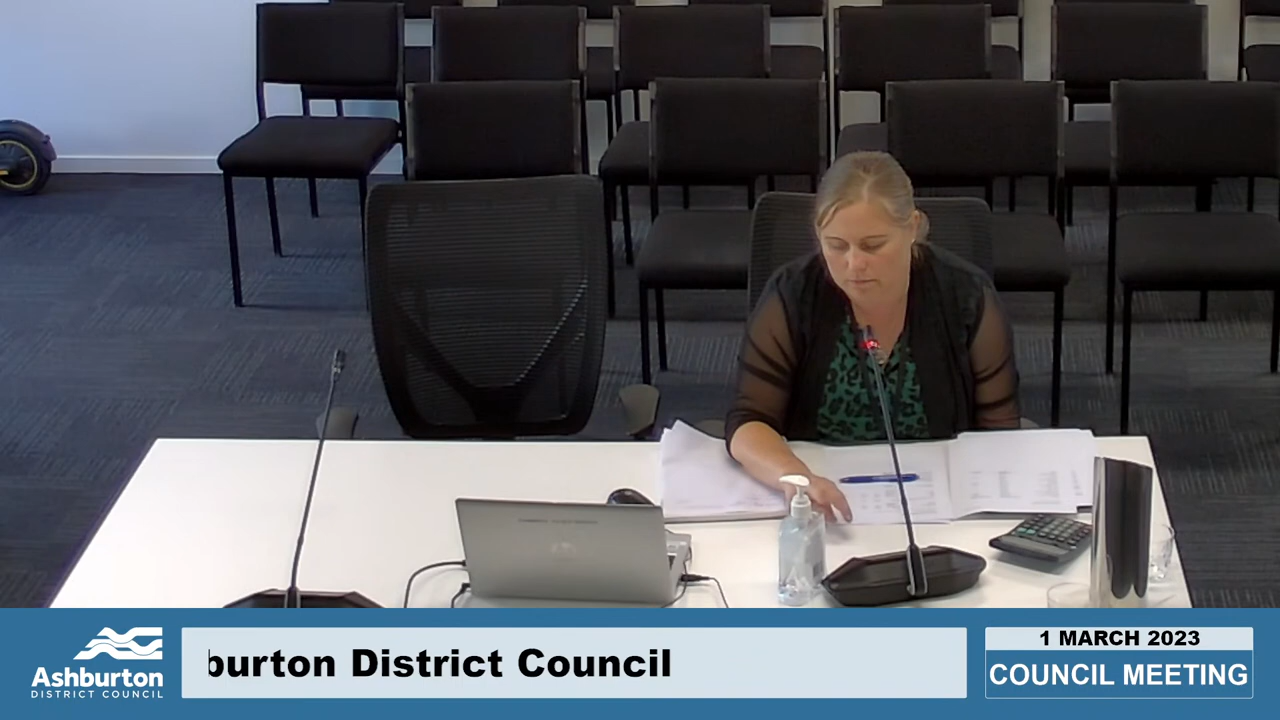 Ashburton
DISTRICT COUNCIL
burton District Council
1 MARCH 2023
COUNCIL MEETING